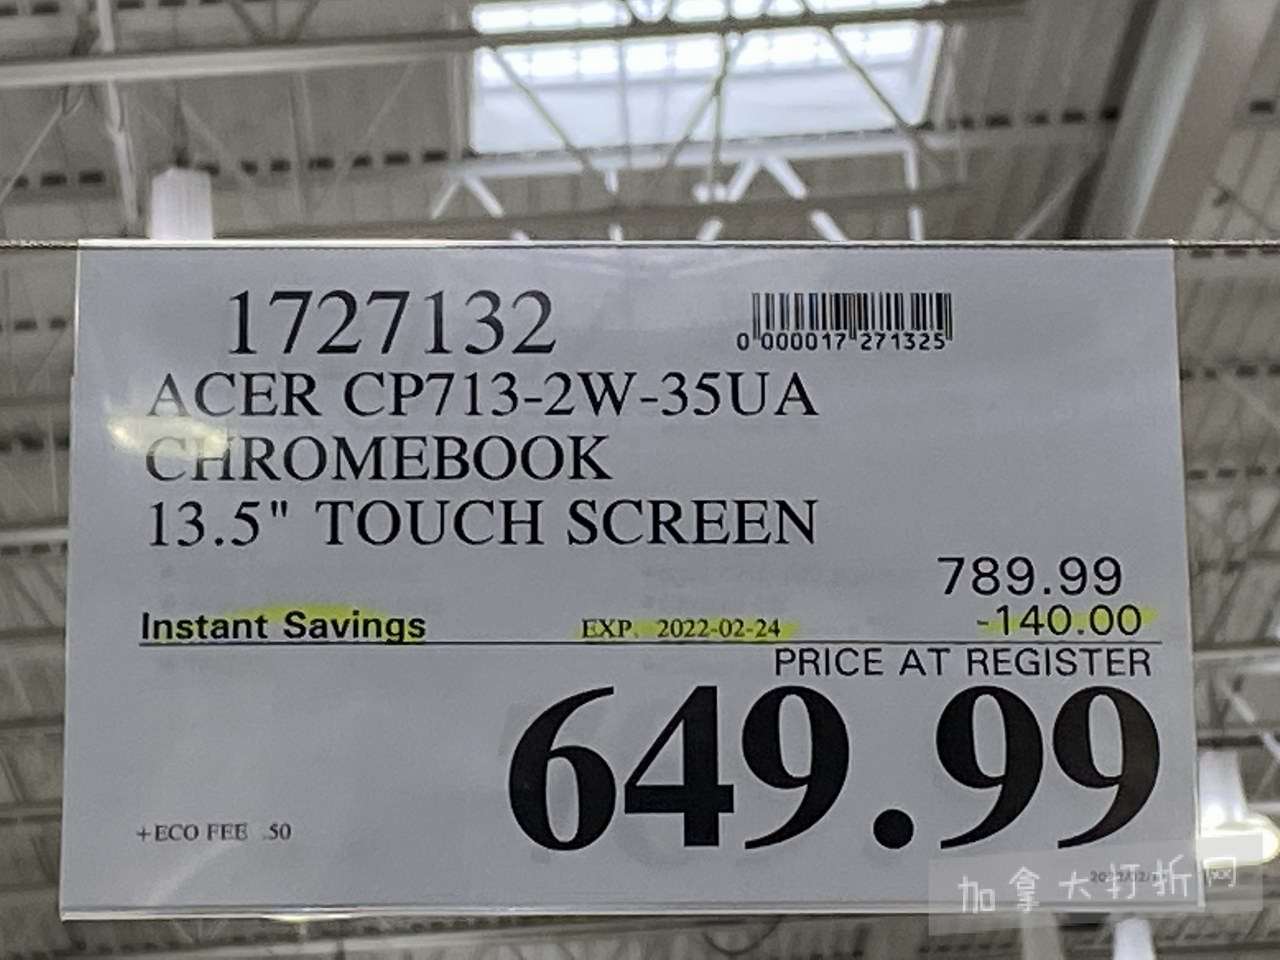 1727132
0 000017 271325
ACER CP713-2W-35UA
CHROMEBOOK
13.5" TOUCH SCREEN
789.99
Instant Savings EXP. 2022-02-24 -140.00
PRICE AT REGISTER
649.99
+ECO FEE .50
加拿大打折网